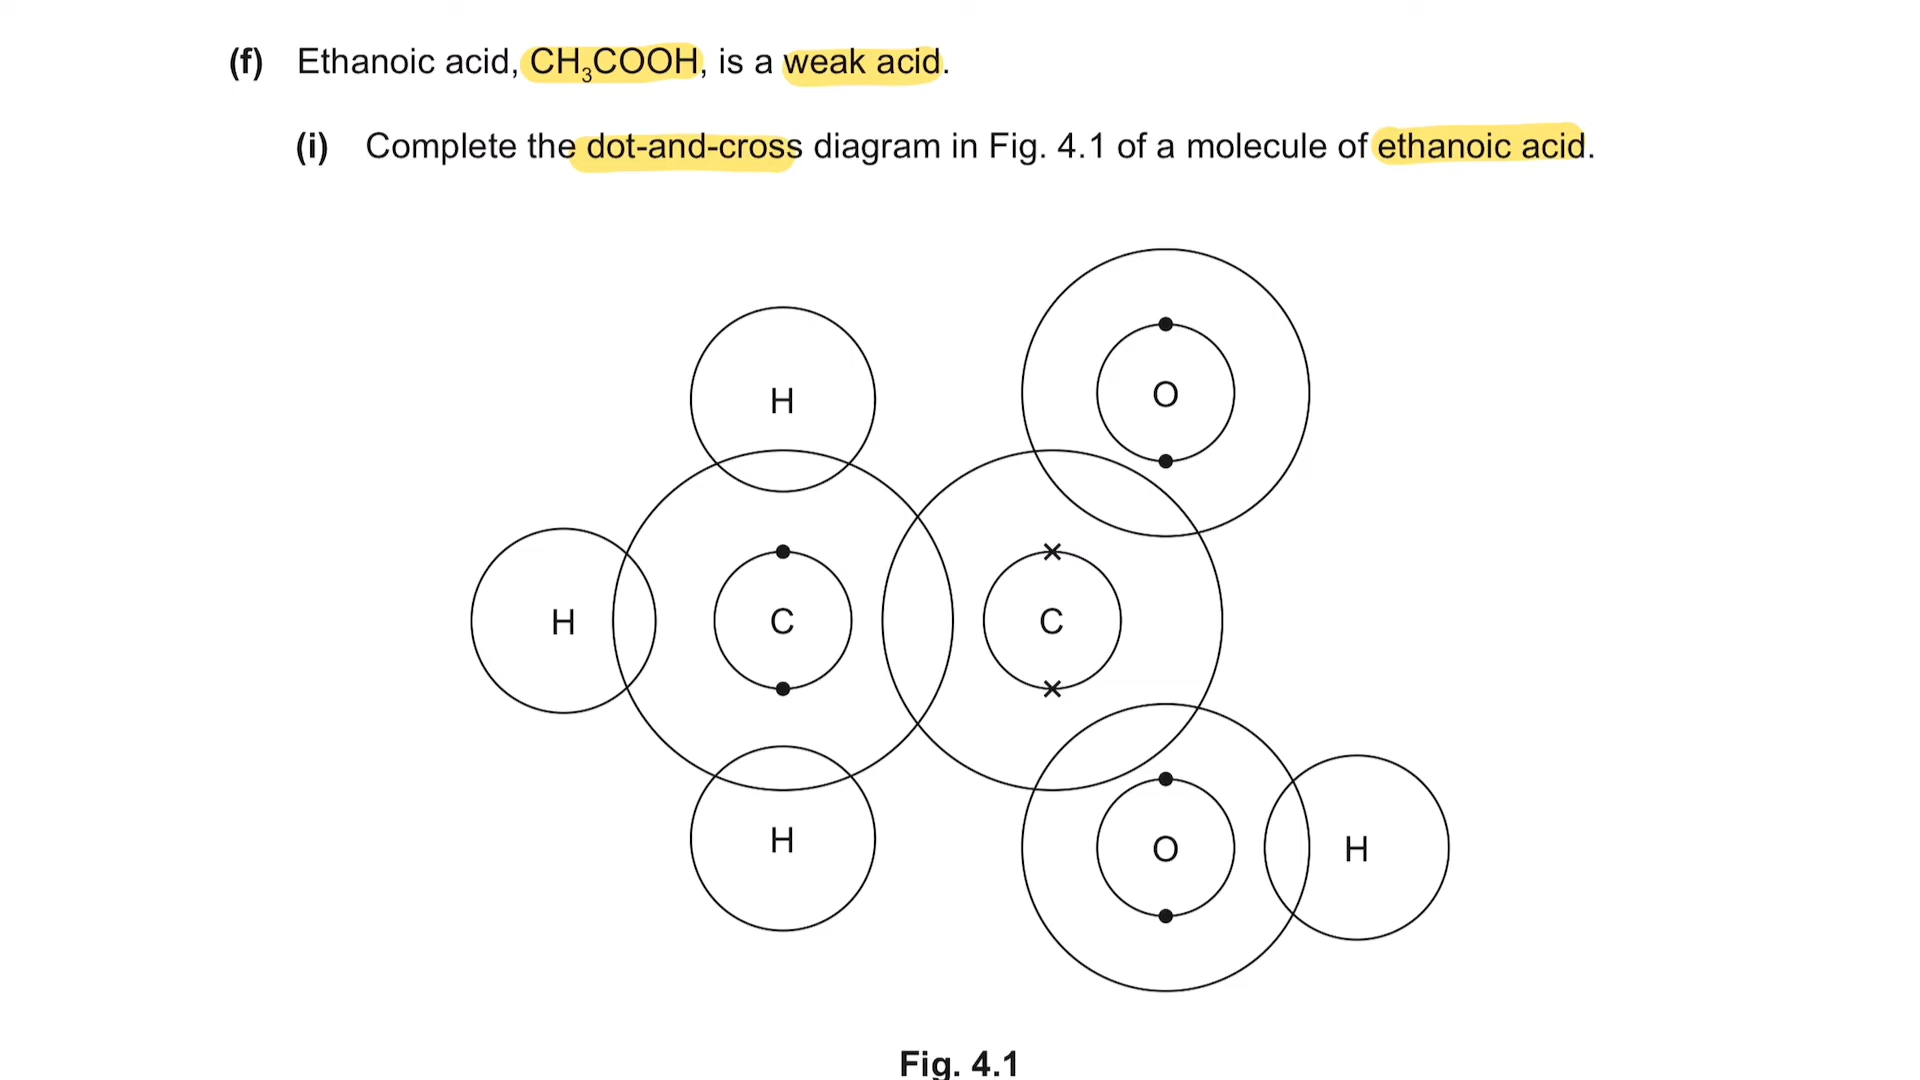 (f) Ethanoic acid, CH₃COOH, is a weak acid.
(i) Complete the dot-and-cross diagram in Fig. 4.1 of a molecule of ethanoic acid.
O
H
H
C
C
H
O
H
Fig. 4.1